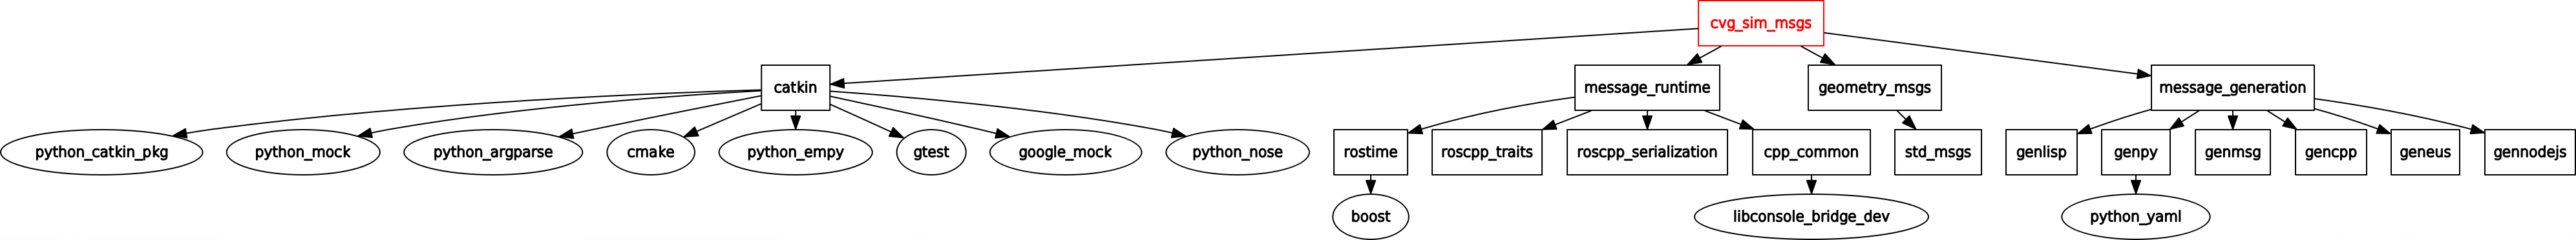 cvg_sim_msgs
catkin
message_runtime
geometry_msgs
message_generation
python_catkin_pkg
python_mock
python_argparse
cmake
python_empy
gtest
google_mock
python_nose
rostime
roscpp_traits
roscpp_serialization
cpp_common
std_msgs
genlisp
genpy
genmsg
gencpp
geneus
gennodejs
boost
libconsole_bridge_dev
python_yaml